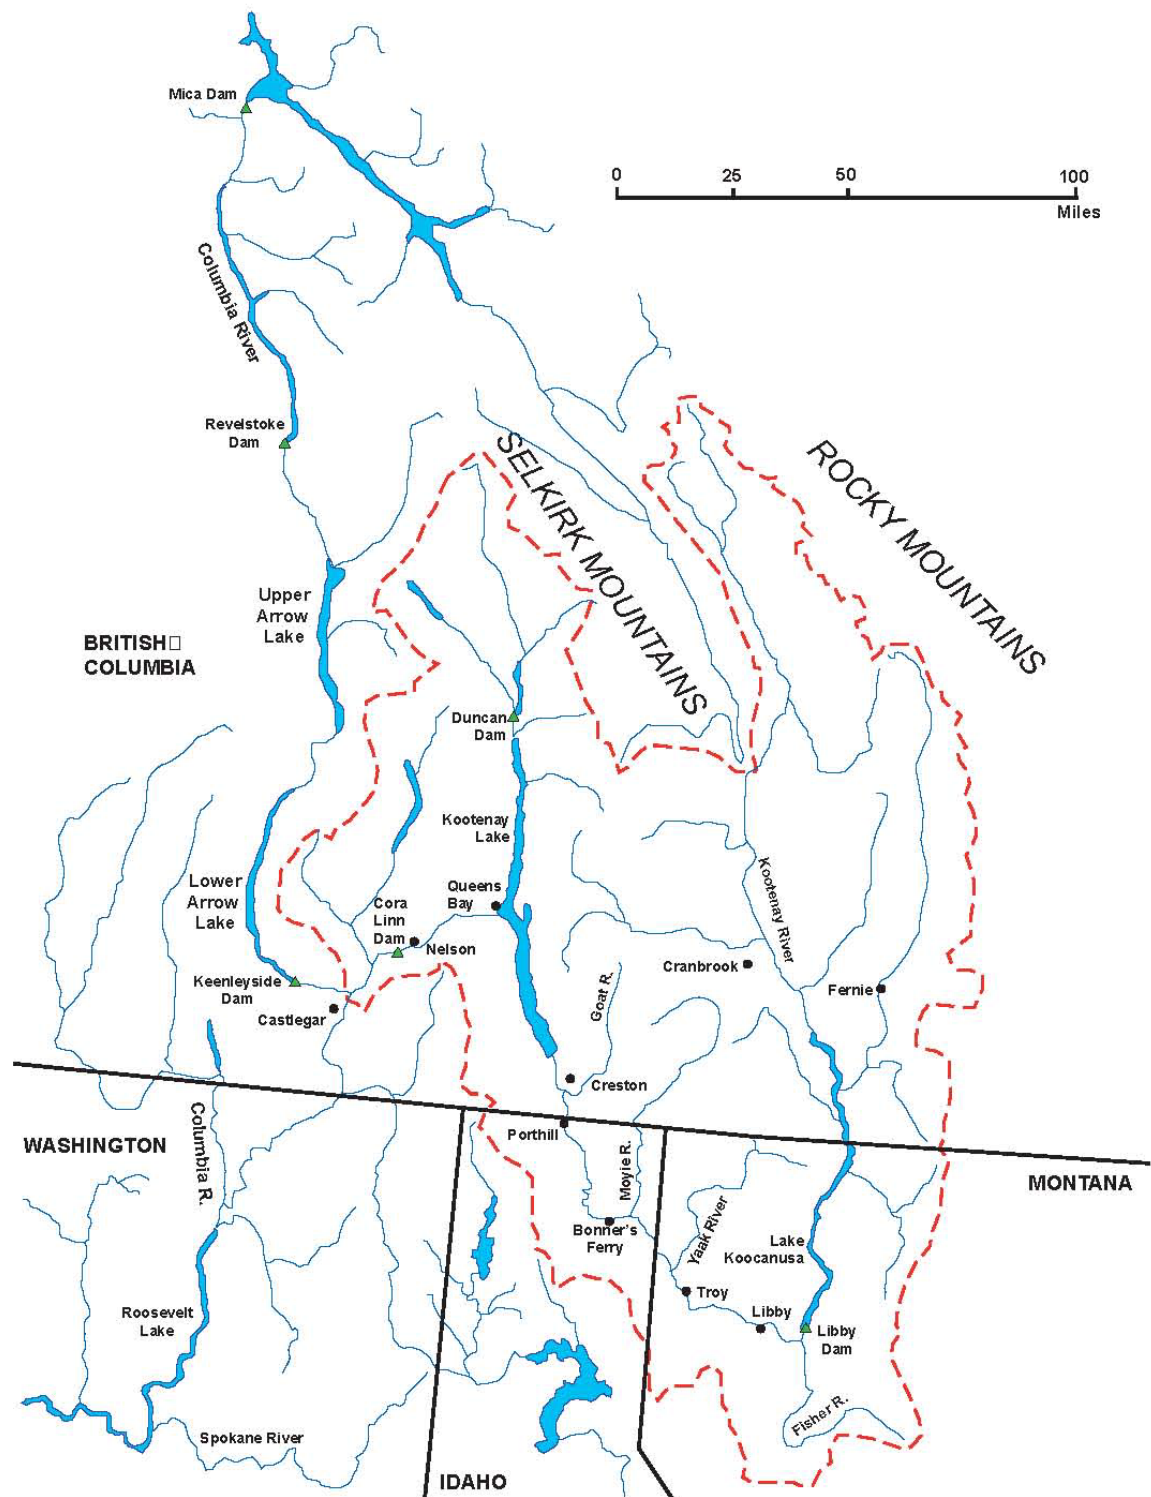 Mica Dam
0 25 50 100
Miles
Columbia River
Revelstoke
Dam
SELKIRK MOUNTAINS
ROCKY MOUNTAINS
Upper
Arrow
Lake
BRITISH□
COLUMBIA
Duncan
Dam
Kootenay
Lake
Kootenay River
Lower
Arrow
Lake
Queens
Bay
Cora
Linn
Dam
Nelson
Keenleyside
Dam
Castlegar
Cranbrook
Fernie
Goat R.
Creston
WASHINGTON
Columbia R.
Porthill
Moyie R.
MONTANA
Bonner's
Ferry
Yaak River
Lake
Koocanusa
Troy
Libby
Libby
Dam
Roosevelt
Lake
Fisher R.
Spokane River
IDAHO